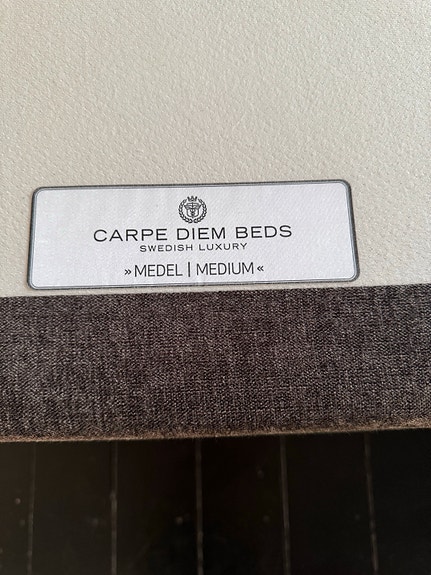 CARPE DIEM BEDS
SWEDISH LUXURY
»MEDEL | MEDIUM«